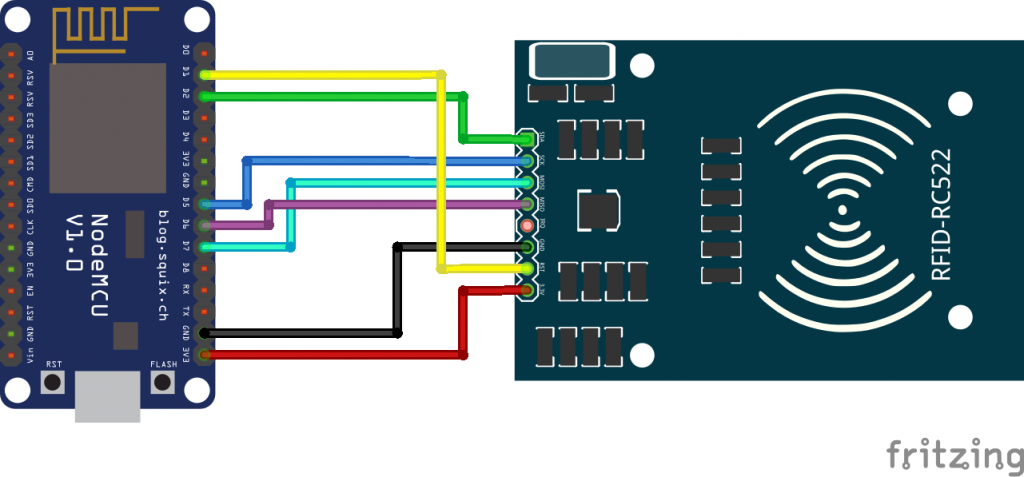 A0
RSV
RSV
SD3
SD2
SD1
CMD
SD0
CLK
GND
3V3
EN
RST
GND
Vin
NodeMCU
V1.0
blog.squix.ch
D0
D1
D2
D3
D4
3V3
GND
D5
D6
D7
D8
RX
TX
GND
3V3
RST
FLASH
SDA
SCK
MOSI
MISO
IRQ
GND
RST
3.3V
RFID-RC522
fritzing